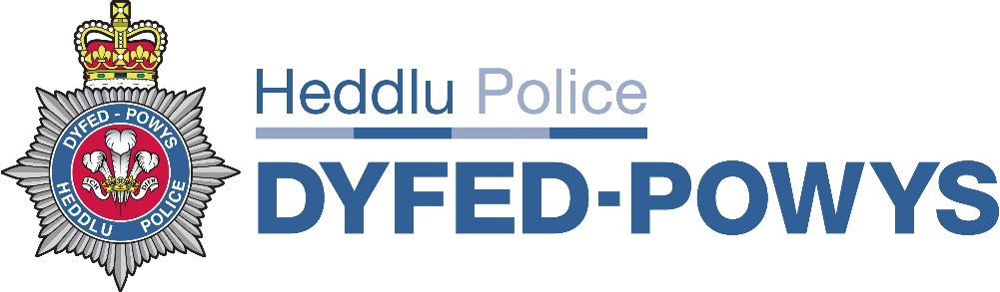 DYFED - POWYS
HEDDLU POLICE
Heddlu Police
DYFED-POWYS